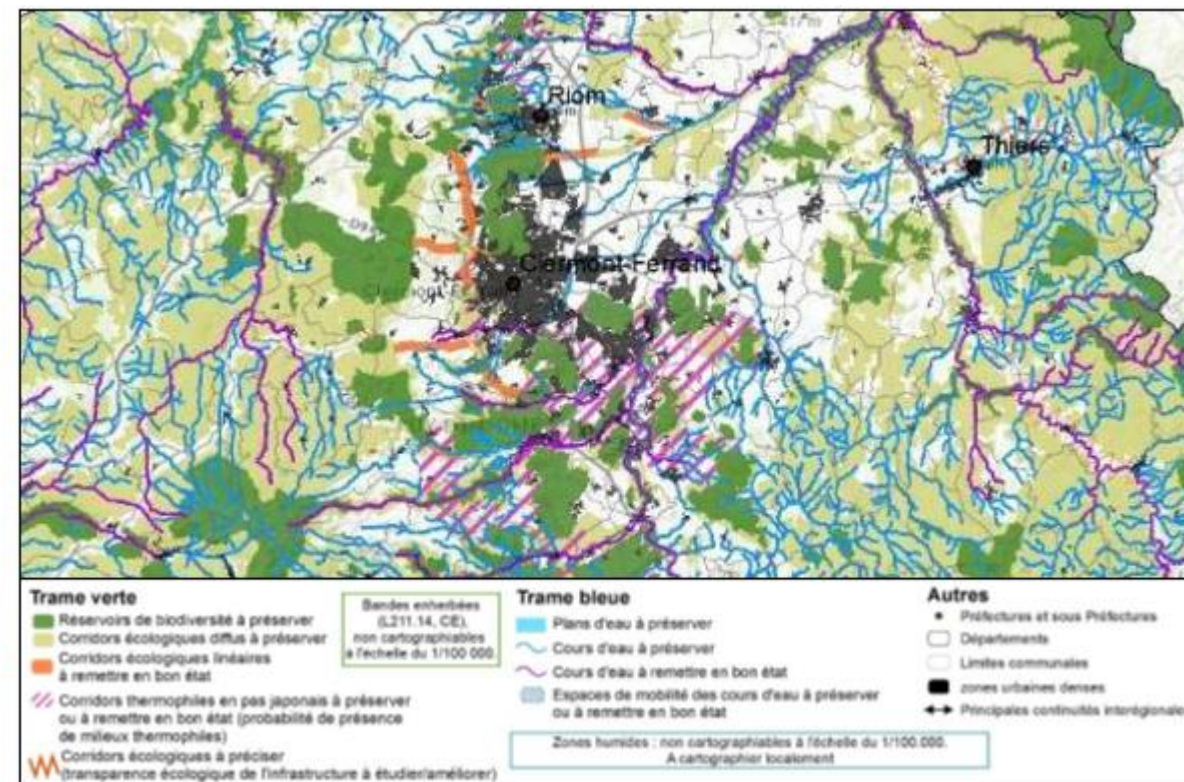 Riom
Thiers
Clermont-Ferrand
Trame verte
Réservoirs de biodiversité à préserver
Corridors écologiques diffus à préserver
Corridors écologiques linéaires
à remettre en bon état
Corridors thermophiles en pas japonais à préserver
ou à remettre en bon état (probabilité de présence
de milieux thermophiles)
Corridors écologiques à préciser
(transparence écologique de l'infrastructure à étudier/améliorer)
Bandes enherbées
(L211.14, CE),
non cartographiables
a l'échelle du 1/100 000.
Trame bleue
Plans d'eau à préserver
Cours d'eau à préserver
Cours d'eau à remettre en bon état
Espaces de mobilité des cours d'eau à préserver
ou à remettre en bon état
Zones humides : non cartographiables à l'échelle du 1/100.000.
A cartographier localement
Autres
Préfectures et sous Préfectures
Départements
Limites communales
zones urbaines denses
Principales continuités interégionale